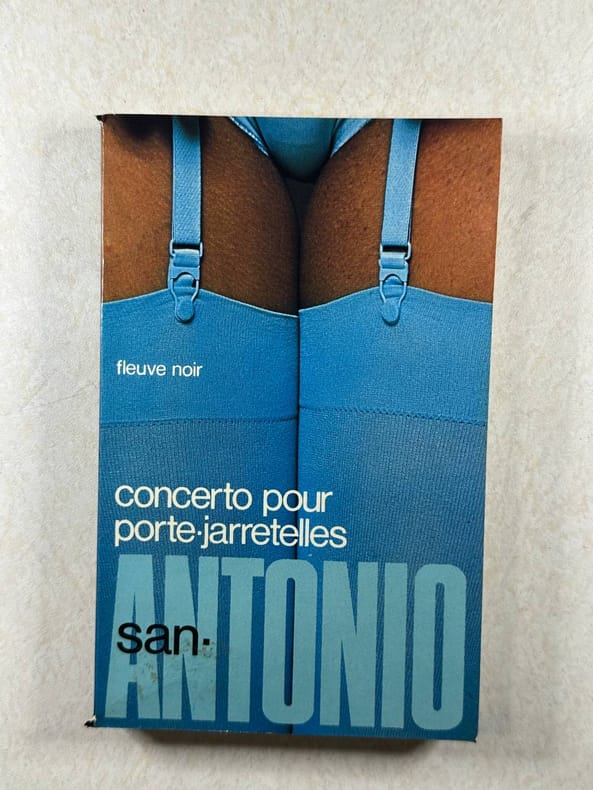 fleuve noir
concerto pour
porte·jarretelles
san·
ANTONIO